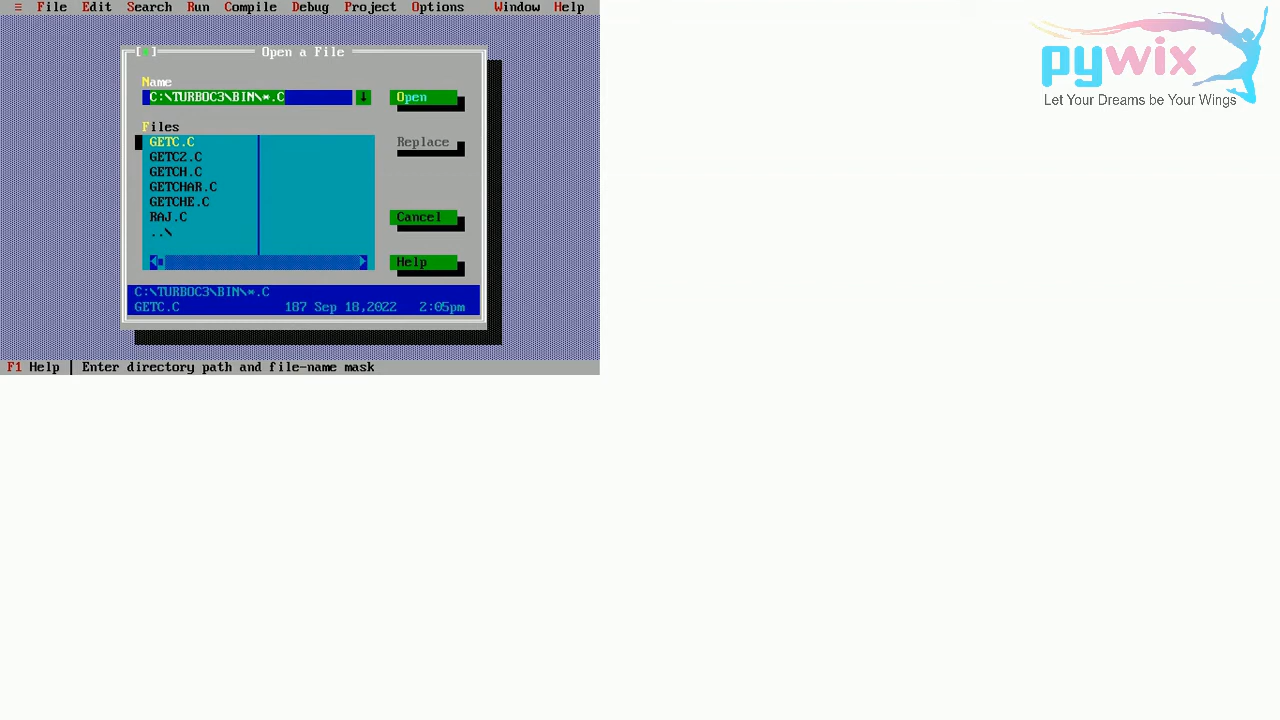 ≡ File Edit Search Run Compile Debug Project Options Window Help
Open a File
Name
C:\TURBOC3\BIN\*.C
Open
Files
GETC.C
Replace
GETC2.C
GETCH.C
GETCHAR.C
GETCHE.C
RAJ.C
Cancel
..\
Help
C:\TURBOC3\BIN\*.C
GETC.C 187 Sep 18,2022 2:05pm
F1 Help | Enter directory path and file-name mask
pywix
Let Your Dreams be Your Wings